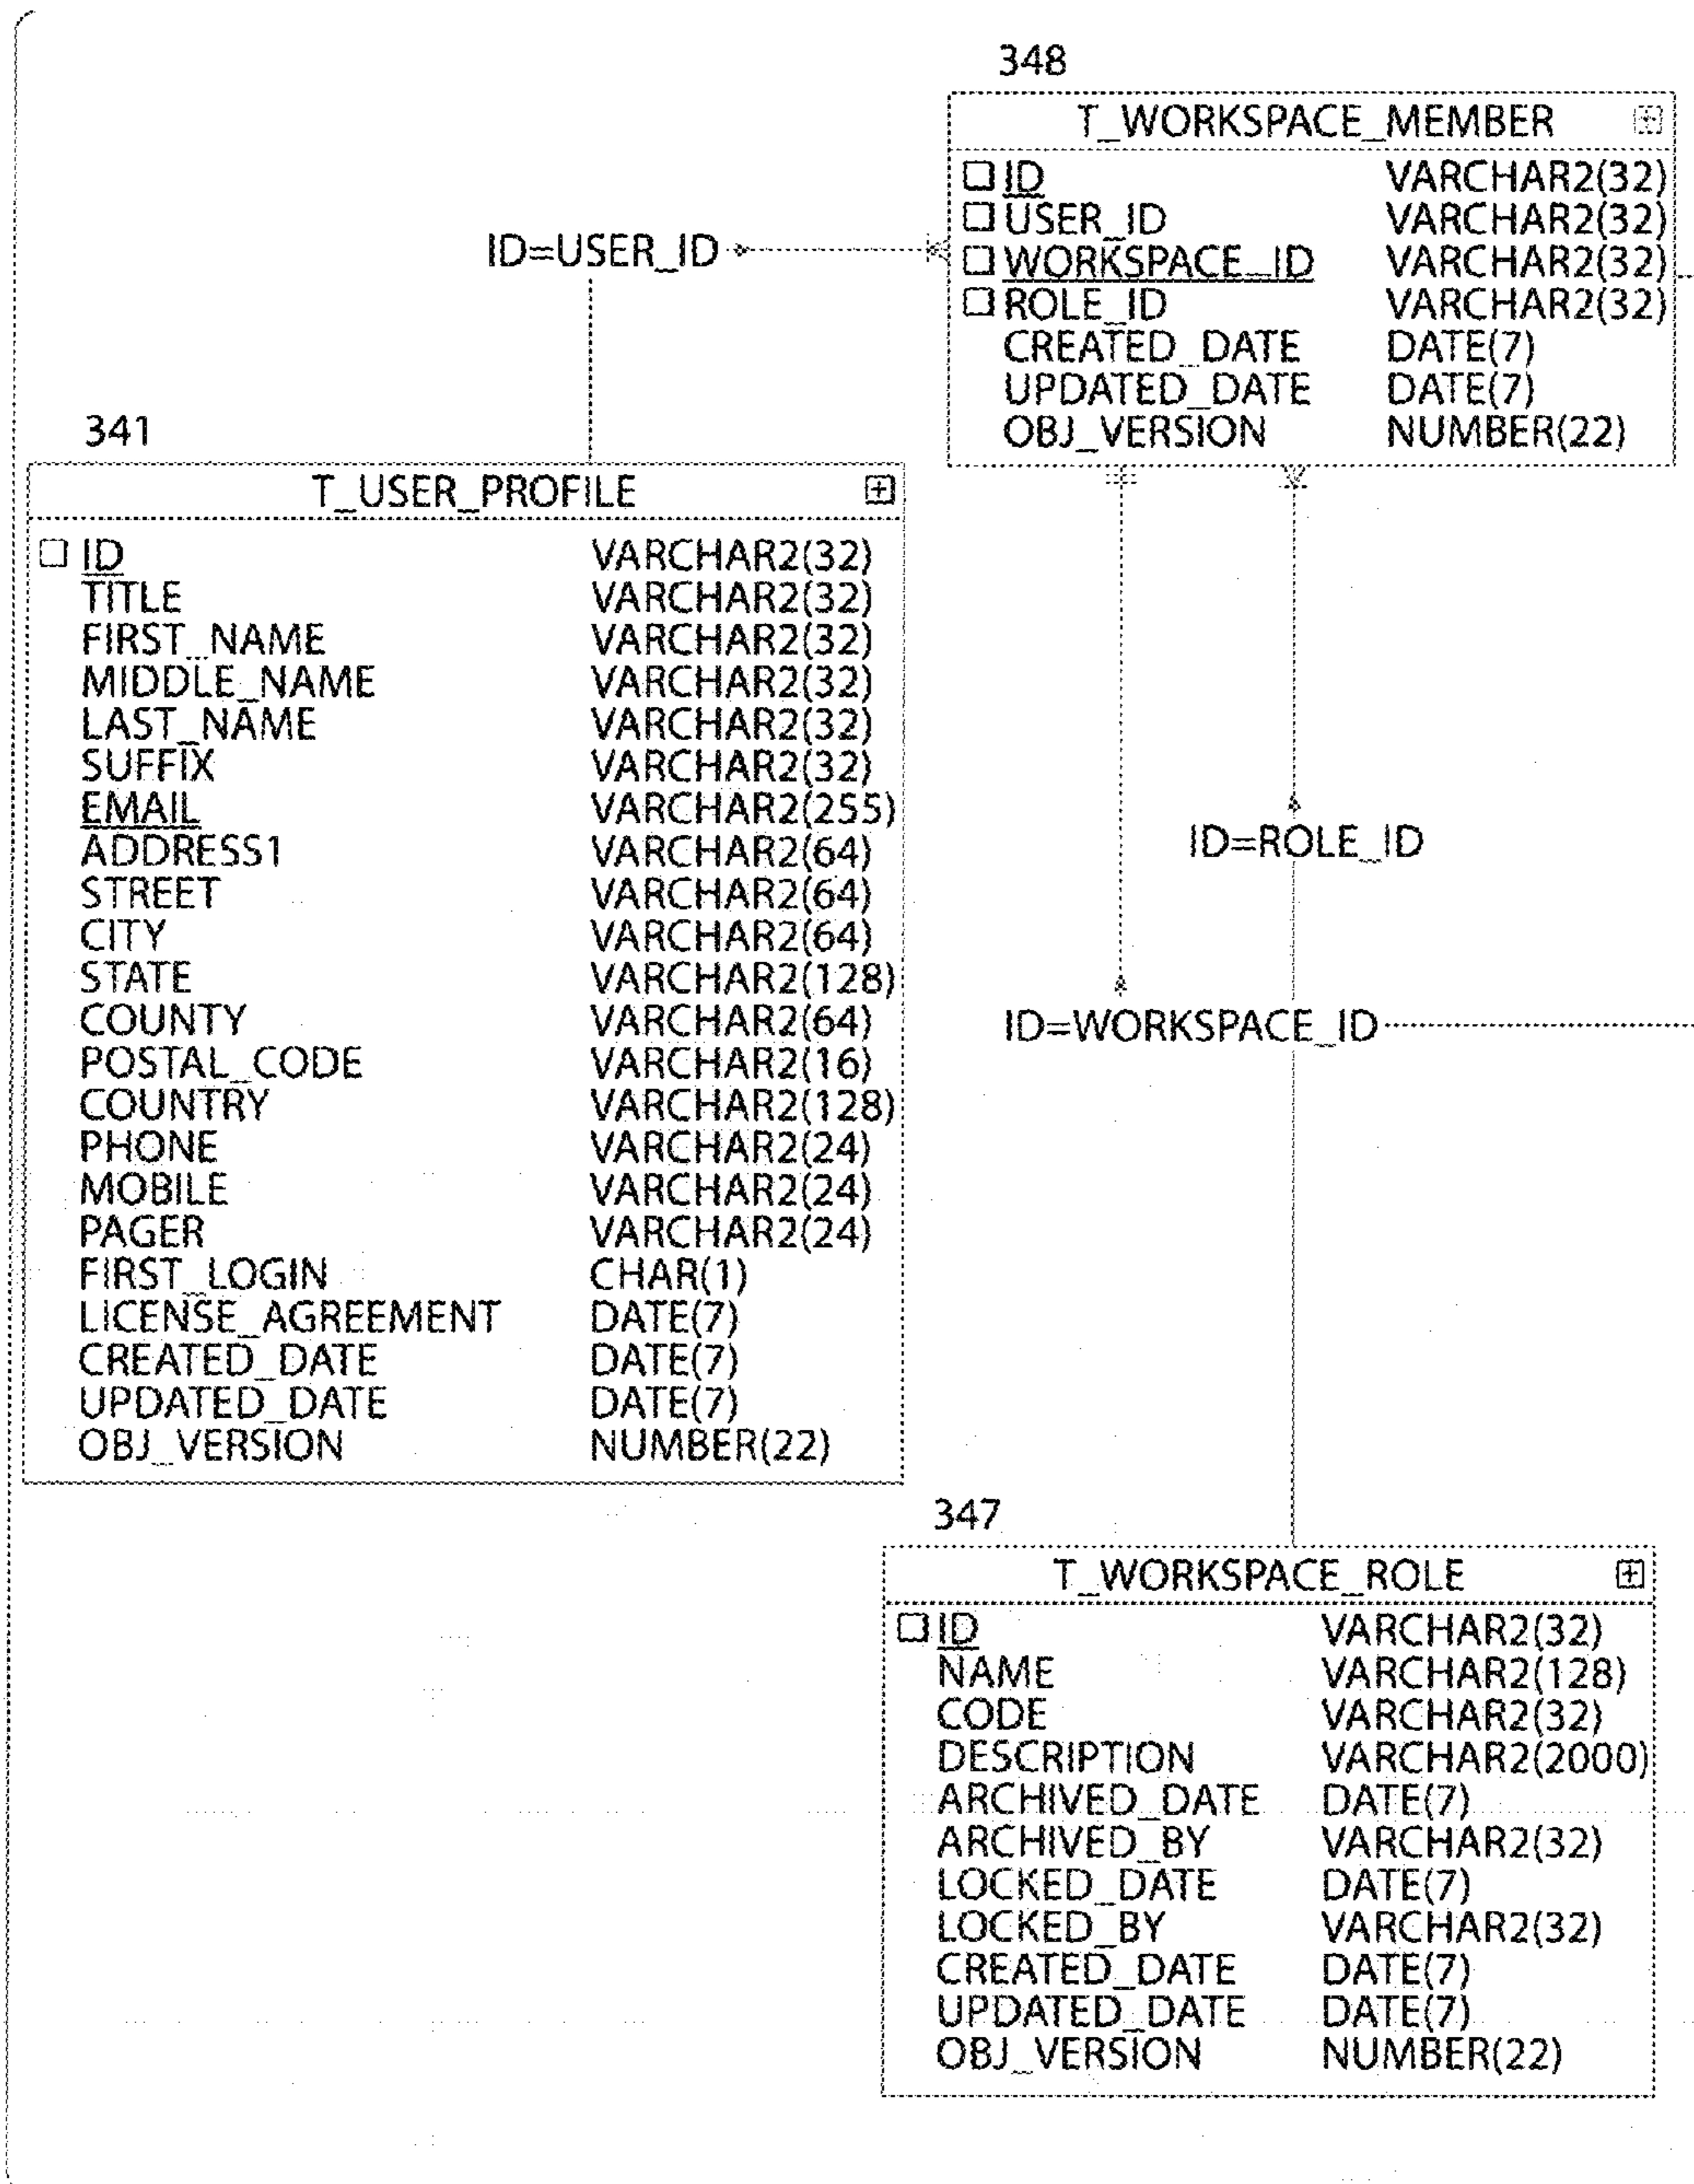 348
T_WORKSPACE_MEMBER
ID VARCHAR2(32)
USER_ID VARCHAR2(32)
WORKSPACE_ID VARCHAR2(32)
ROLE_ID VARCHAR2(32)
CREATED_DATE DATE(7)
UPDATED_DATE DATE(7)
OBJ_VERSION NUMBER(22)
ID=USER_ID
341
T_USER_PROFILE
ID VARCHAR2(32)
TITLE VARCHAR2(32)
FIRST_NAME VARCHAR2(32)
MIDDLE_NAME VARCHAR2(32)
LAST_NAME VARCHAR2(32)
SUFFIX VARCHAR2(32)
EMAIL VARCHAR2(255)
ADDRESS1 VARCHAR2(64)
STREET VARCHAR2(64)
CITY VARCHAR2(64)
STATE VARCHAR2(128)
COUNTY VARCHAR2(64)
POSTAL_CODE VARCHAR2(16)
COUNTRY VARCHAR2(128)
PHONE VARCHAR2(24)
MOBILE VARCHAR2(24)
PAGER VARCHAR2(24)
FIRST_LOGIN CHAR(1)
LICENSE_AGREEMENT DATE(7)
CREATED_DATE DATE(7)
UPDATED_DATE DATE(7)
OBJ_VERSION NUMBER(22)
ID=ROLE_ID
ID=WORKSPACE_ID
347
T_WORKSPACE_ROLE
ID VARCHAR2(32)
NAME VARCHAR2(128)
CODE VARCHAR2(32)
DESCRIPTION VARCHAR2(2000)
ARCHIVED_DATE DATE(7)
ARCHIVED_BY VARCHAR2(32)
LOCKED_DATE DATE(7)
LOCKED_BY VARCHAR2(32)
CREATED_DATE DATE(7)
UPDATED_DATE DATE(7)
OBJ_VERSION NUMBER(22)